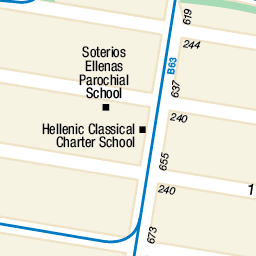 619
244
Soterios
Ellenas
Parochial
School
B63
637
240
Hellenic Classical
Charter School
655
240
1
673